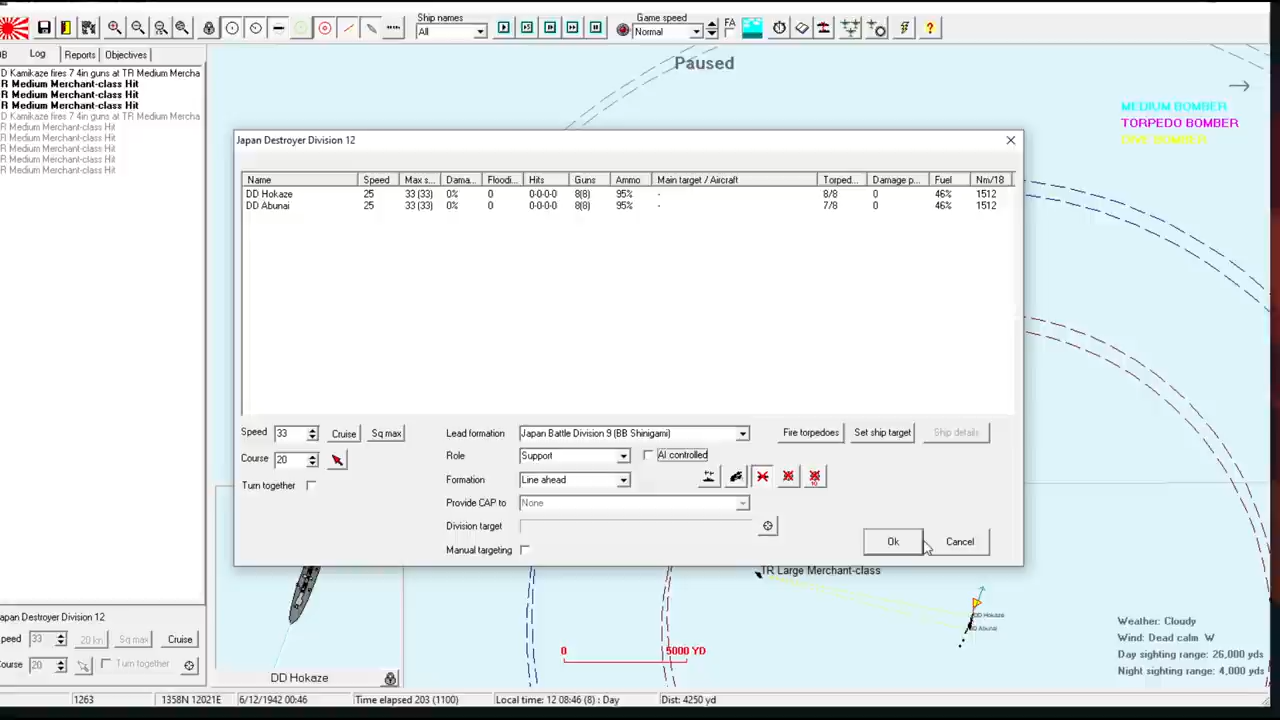 Ship names
All
Game speed
Normal
FA
Log
Reports
Objectives
D Kamikaze fires 7 4in guns at TR Medium Mercha
R Medium Merchant-class Hit
R Medium Merchant-class Hit
R Medium Merchant-class Hit
D Kamikaze fires 7 4in guns at TR Medium Mercha
R Medium Merchant-class Hit
R Medium Merchant-class Hit
R Medium Merchant-class Hit
R Medium Merchant-class Hit
R Medium Merchant-class Hit
Paused
MEDIUM BOMBER
TORPEDO BOMBER
DIVE BOMBER
Japan Destroyer Division 12
Name Speed Max s... Dama... Floodi... Hits Guns Ammo Main target / Aircraft Torped... Damage p... Fuel Nm/18
DD Hokaze 25 33 (33) 0% 0 0-0-0-0 8(8) 95% - 8/8 0 46% 1512
DD Abunai 25 33 (33) 0% 0 0-0-0-0 8(8) 95% - 7/8 0 46% 1512
Speed 33 Cruise Sq max
Course 20
Turn together
Lead formation Japan Battle Division 9 (BB Shinigami)
Role Support AI controlled
Formation Line ahead
Provide CAP to None
Division target
Manual targeting
Fire torpedoes Set ship target Ship details
Ok Cancel
TR Large Merchant-class
DD Hokaze
DD Abunai
0 5000 YD
Weather: Cloudy
Wind: Dead calm W
Day sighting range: 26,000 yds
Night sighting range: 4,000 yds
apan Destroyer Division 12
peed 33 20 kn Sq max Cruise
ourse 20 Turn together
DD Hokaze
1263 1358N 12021E 6/12/1942 00:46 Time elapsed 203 (1100) Local time: 12 08:46 (8) : Day Dist: 4250 yd